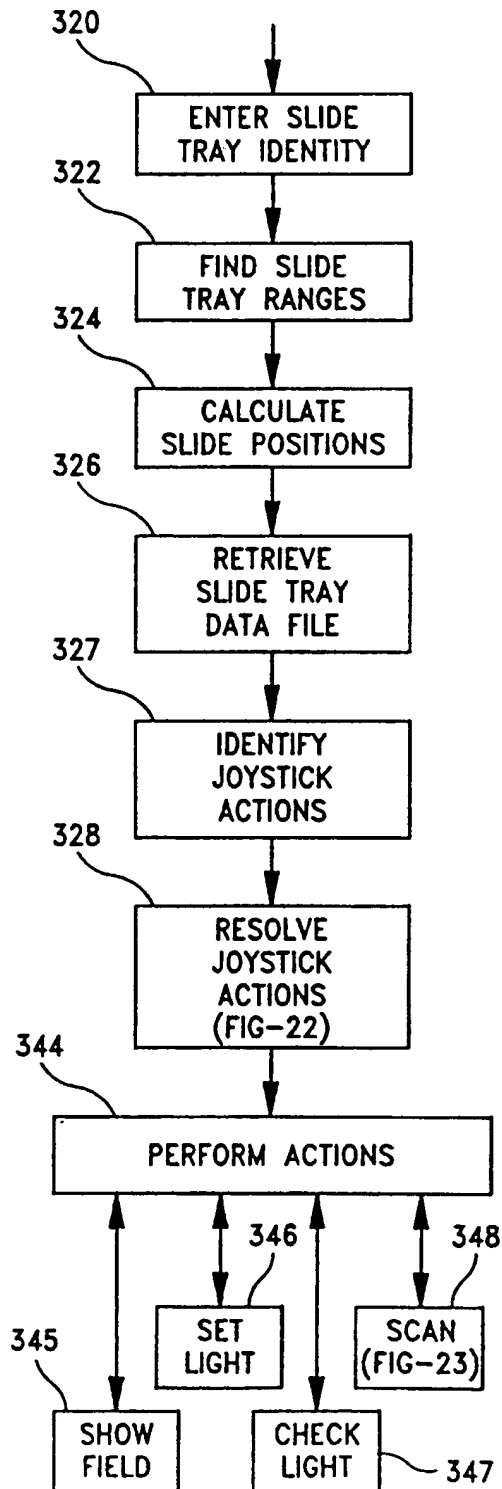 320
ENTER SLIDE
TRAY IDENTITY
322
FIND SLIDE
TRAY RANGES
324
CALCULATE
SLIDE POSITIONS
326
RETRIEVE
SLIDE TRAY
DATA FILE
327
IDENTIFY
JOYSTICK
ACTIONS
328
RESOLVE
JOYSTICK
ACTIONS
(FIG-22)
344
PERFORM ACTIONS
346
SET
LIGHT
348
SCAN
(FIG-23)
345
SHOW
FIELD
CHECK
LIGHT
347